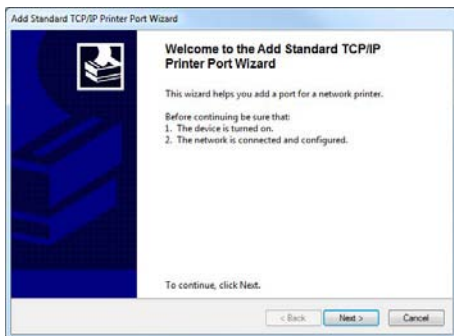 Add Standard TCP/IP Printer Port Wizard
Welcome to the Add Standard TCP/IP
Printer Port Wizard
This wizard helps you add a port for a network printer.
Before continuing be sure that:
1. The device is turned on.
2. The network is connected and configured.
To continue, click Next.
< Back Next > Cancel